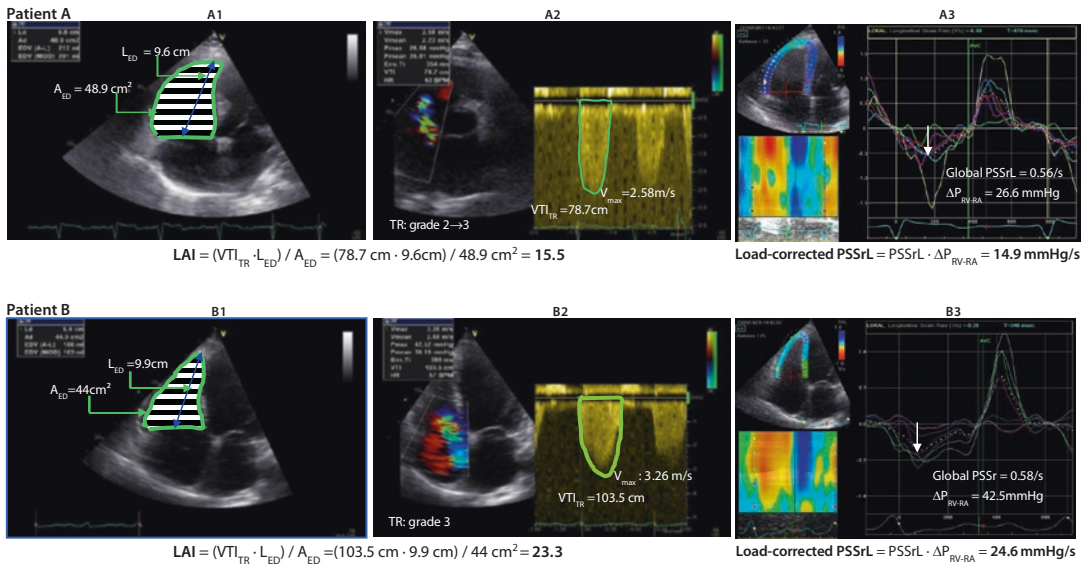 Patient A
A1
A2
A3
L_ED = 9.6 cm
A_ED = 48.9 cm²
V
V
TR: grade 2→3
V_max=2.58m/s
VTI_TR = 78.7cm
AVC
Global PSSrL = 0.56/s
ΔP_RV-RA = 26.6 mmHg
LAI = (VTI_TR ·L_ED) / A_ED = (78.7 cm · 9.6cm) / 48.9 cm² = 15.5
Load-corrected PSSrL = PSSrL · ΔP_RV-RA = 14.9 mmHg/s
Patient B
B1
B2
B3
L_ED =9.9cm
A_ED=44cm²
V
V
TR: grade 3
V_max : 3.26 m/s
VTI_TR =103.5 cm
AVC
Global PSSr = 0.58/s
ΔP_RV-RA = 42.5mmHg
LAI = (VTI_TR ·L_ED) / A_ED =(103.5 cm · 9.9 cm) / 44 cm² = 23.3
Load-corrected PSSrL = PSSrL · ΔP_RV-RA = 24.6 mmHg/s